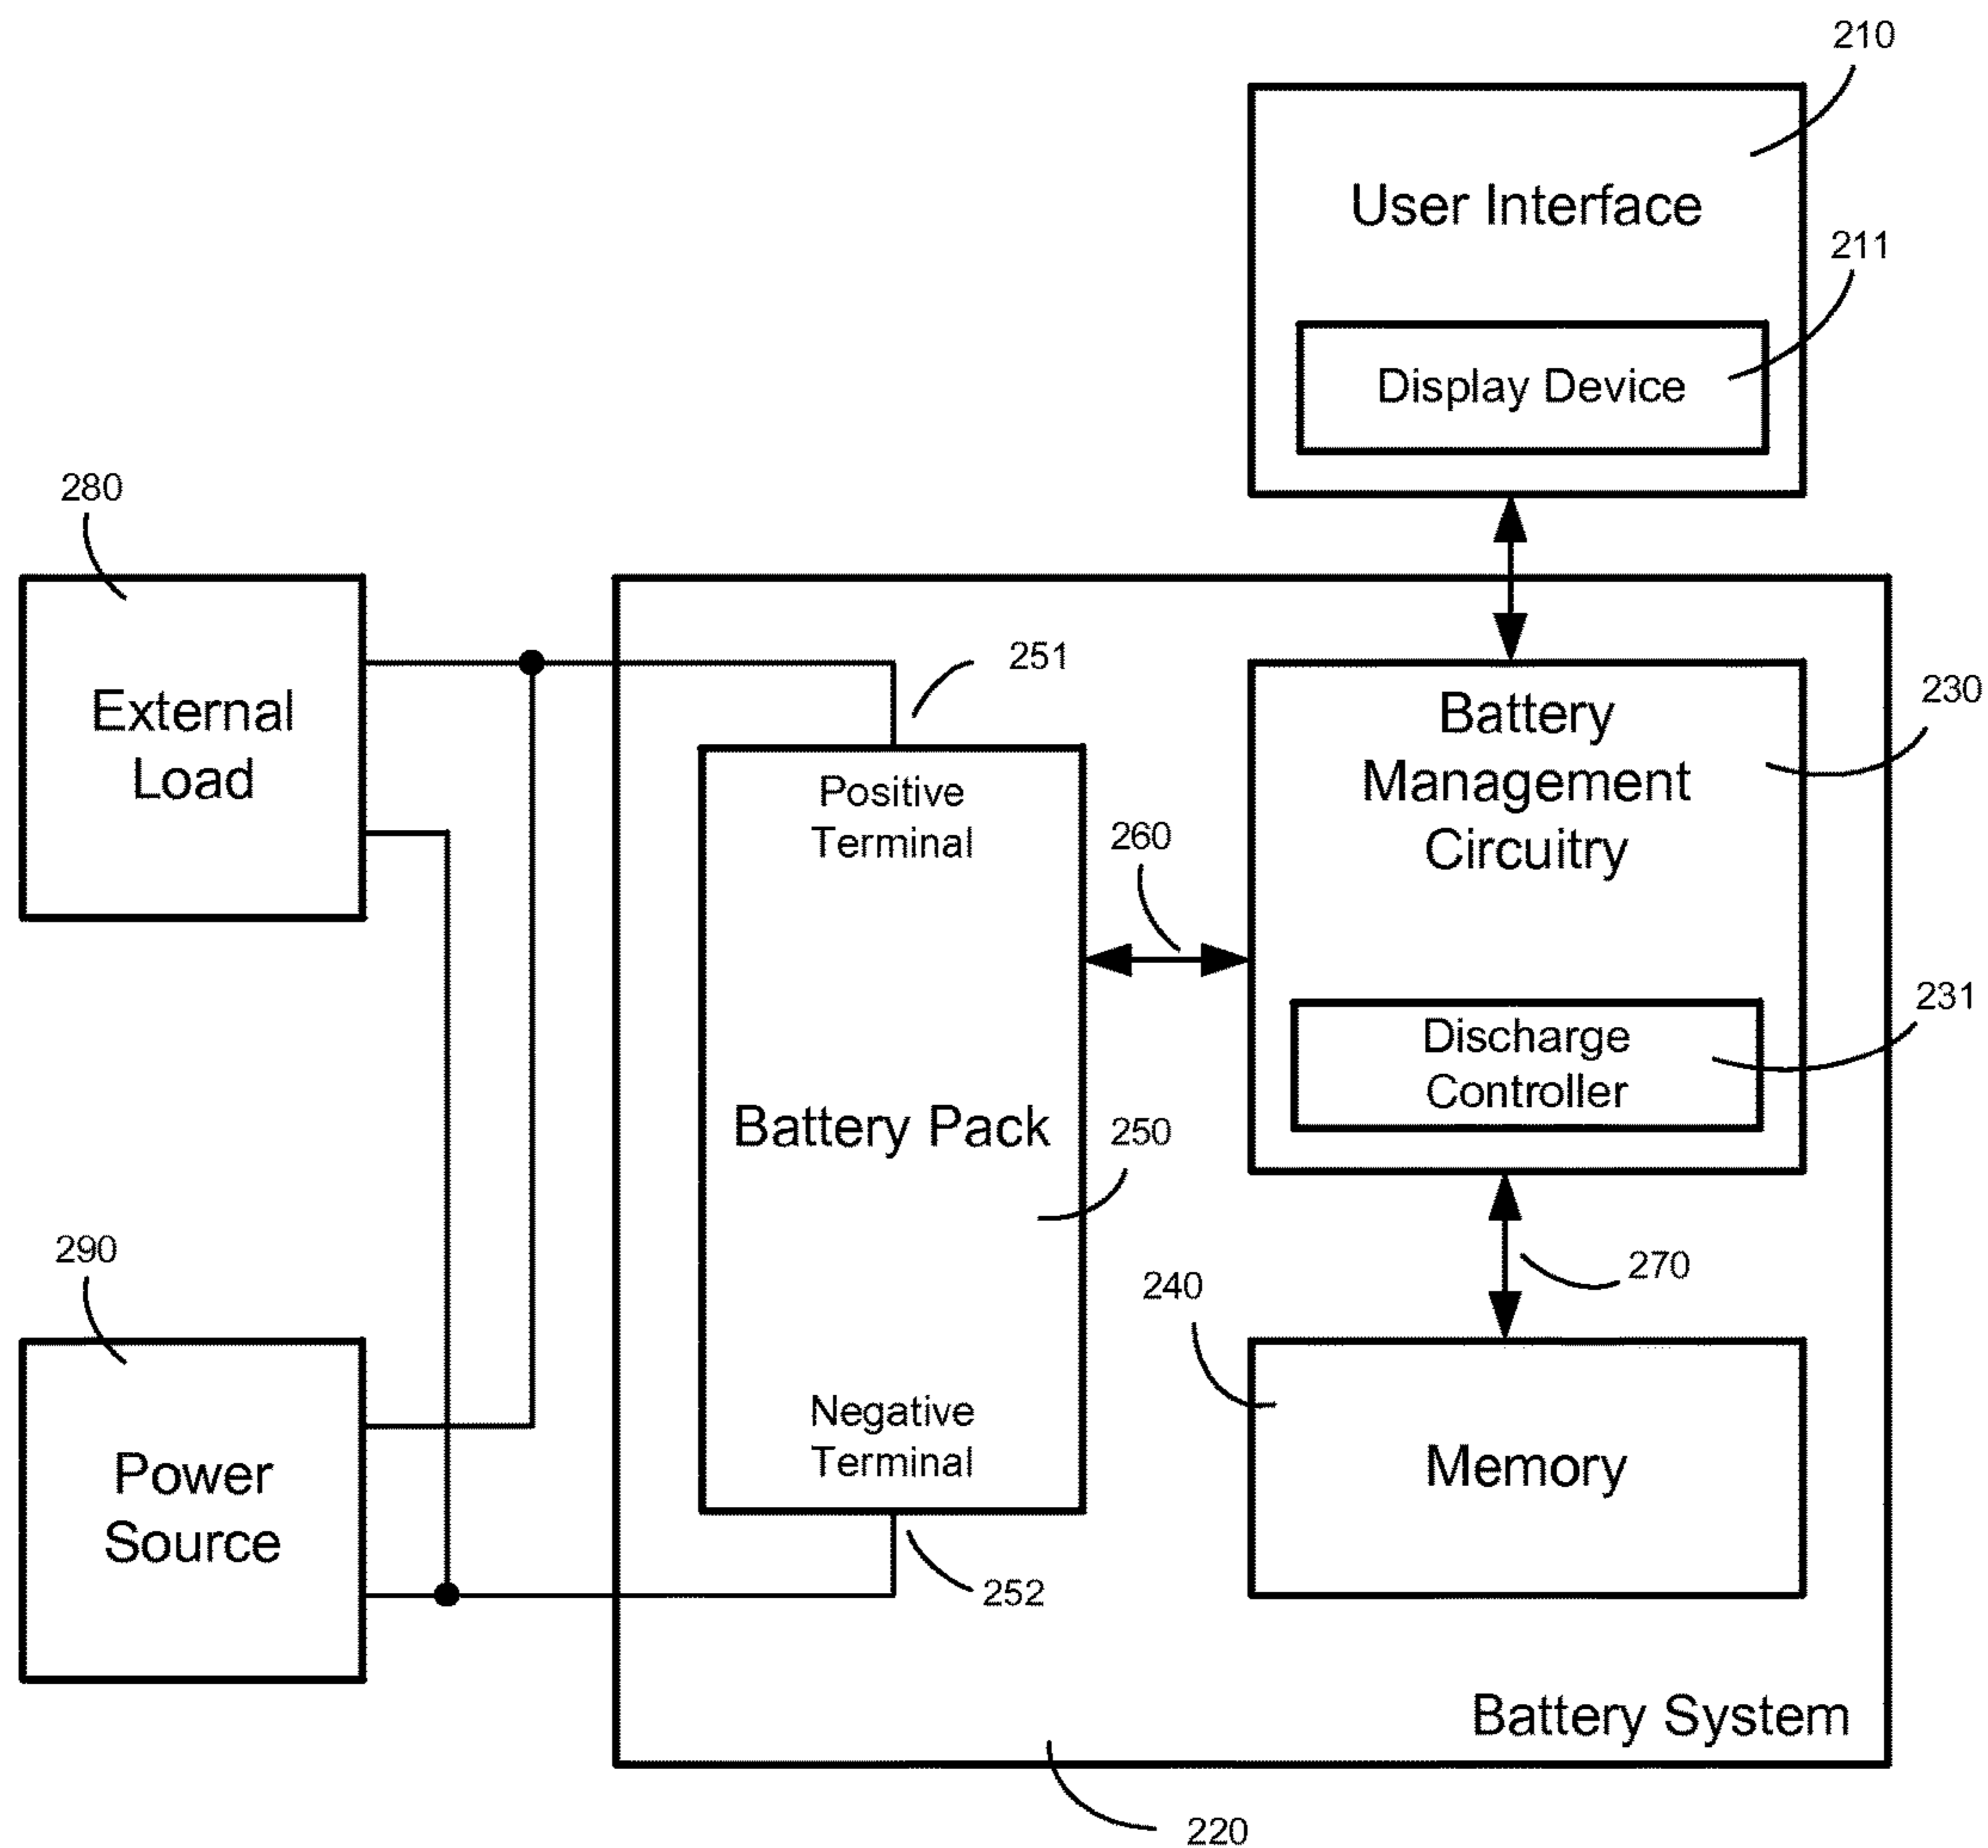 210
User Interface
211
Display Device
280
External
Load
251
Positive
Terminal
260
Battery
Management
Circuitry
230
231
Discharge
Controller
Battery Pack
250
290
Power
Source
Negative
Terminal
252
270
240
Memory
Battery System
220